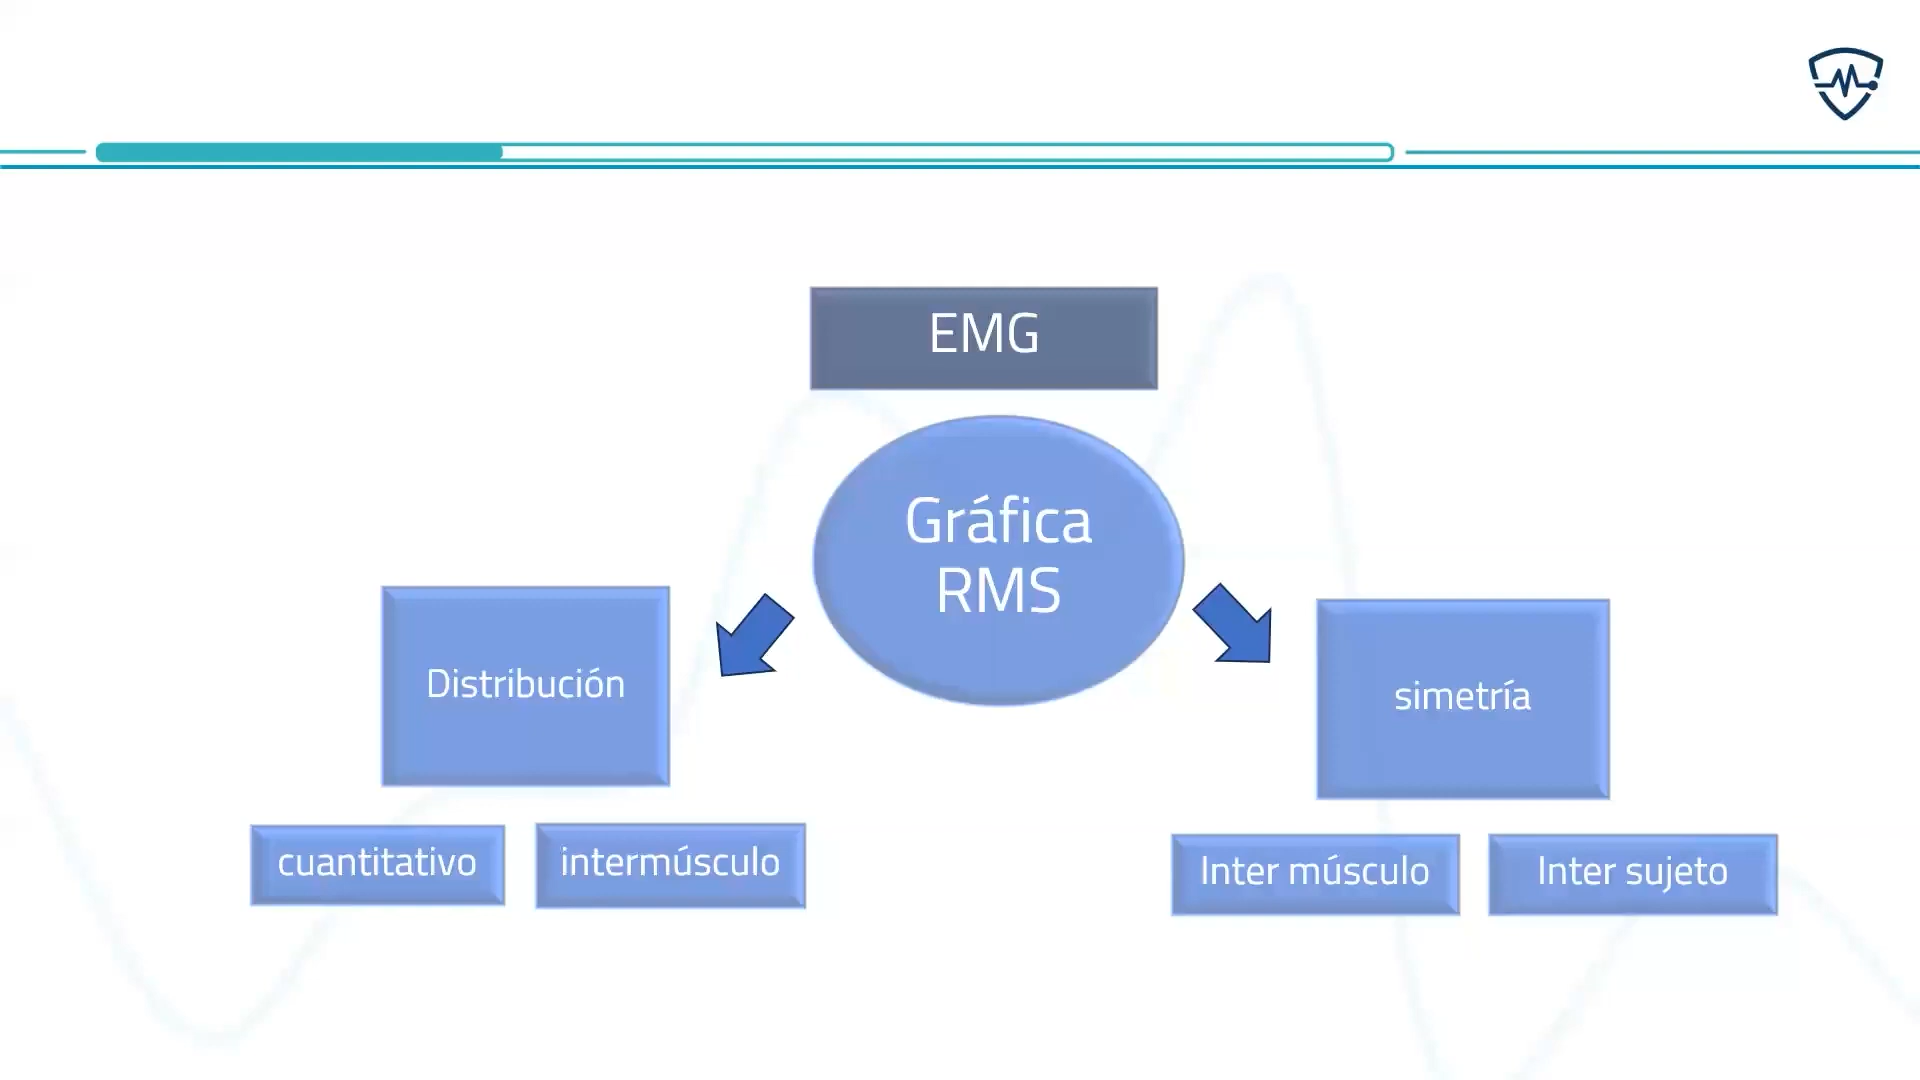 EMG
Gráfica
RMS
Distribución
simetría
cuantitativo
intermúsculo
Inter músculo
Inter sujeto